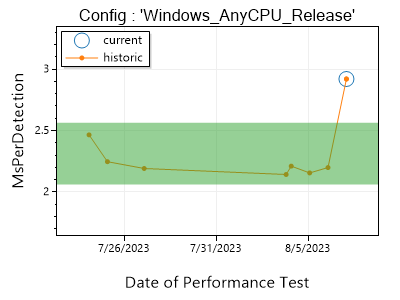 Config : 'Windows_AnyCPU_Release'
current
historic
3
2.5
2
MsPerDetection
7/26/2023
7/31/2023
8/5/2023
Date of Performance Test